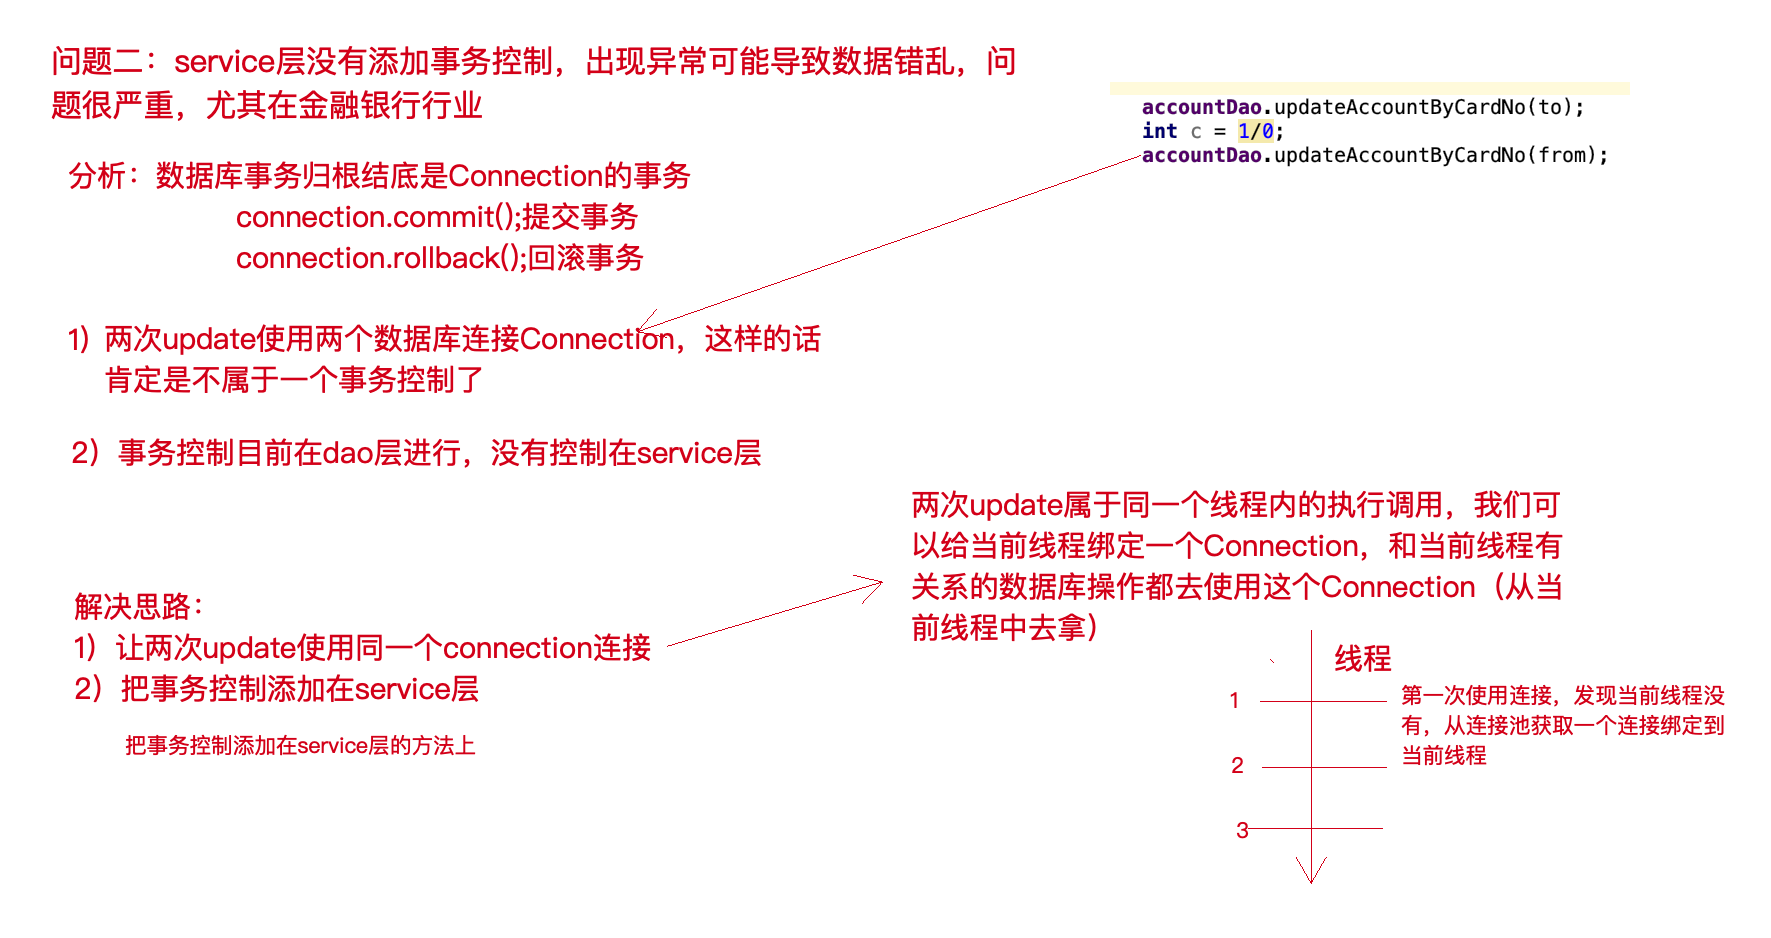 问题二：service层没有添加事务控制，出现异常可能导致数据错乱，问
题很严重，尤其在金融银行行业
accountDao.updateAccountByCardNo(to);
int c = 1/0;
accountDao.updateAccountByCardNo(from);
分析：数据库事务归根结底是Connection的事务
connection.commit();提交事务
connection.rollback();回滚事务
1）两次update使用两个数据库连接Connection，这样的话
肯定是不属于一个事务控制了
2）事务控制目前在dao层进行，没有控制在service层
解决思路：
1）让两次update使用同一个connection连接
2）把事务控制添加在service层
把事务控制添加在service层的方法上
两次update属于同一个线程内的执行调用，我们可
以给当前线程绑定一个Connection，和当前线程有
关系的数据库操作都去使用这个Connection（从当
前线程中去拿）
线程
1
第一次使用连接，发现当前线程没
有，从连接池获取一个连接绑定到
当前线程
2
3